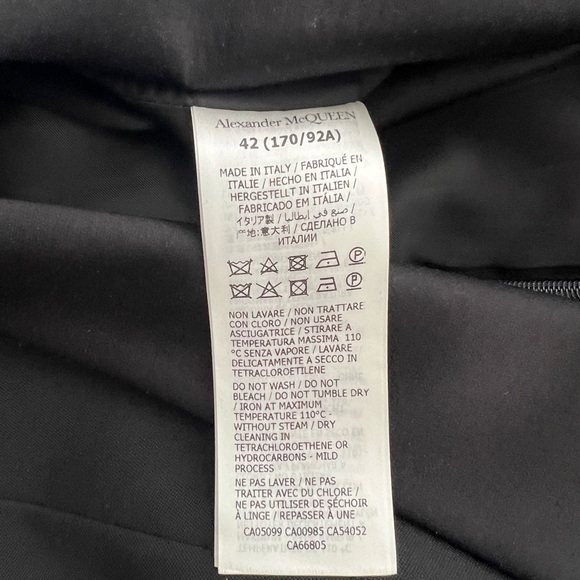 Alexander McQUEEN
42 (170/92A)
MADE IN ITALY / FABRIQUÉ EN
ITALIE / HECHO EN ITALIA /
HERGESTELLT IN ITALIEN /
FABRICADO EM ITÁLIA /
イタリア製 / صنع في إيطاليا /
产地:意大利 / СДЕЛАНО В
ИТАЛИИ
P
P
NON LAVARE / NON TRATTARE
CON CLORO / NON USARE
ASCIUGATRICE / STIRARE A
TEMPERATURA MASSIMA 110
°C SENZA VAPORE / LAVARE
DELICATAMENTE A SECCO IN
TETRACLOROETILENE
DO NOT WASH / DO NOT
BLEACH / DO NOT TUMBLE DRY
/ IRON AT MAXIMUM
TEMPERATURE 110°C -
WITHOUT STEAM / DRY
CLEANING IN
TETRACHLOROETHENE OR
HYDROCARBONS - MILD
PROCESS
NE PAS LAVER / NE PAS
TRAITER AVEC DU CHLORE /
NE PAS UTILISER DE SÉCHOIR
À LINGE / REPASSER À UNE
CA05099 CA00985 CA54052
CA66805